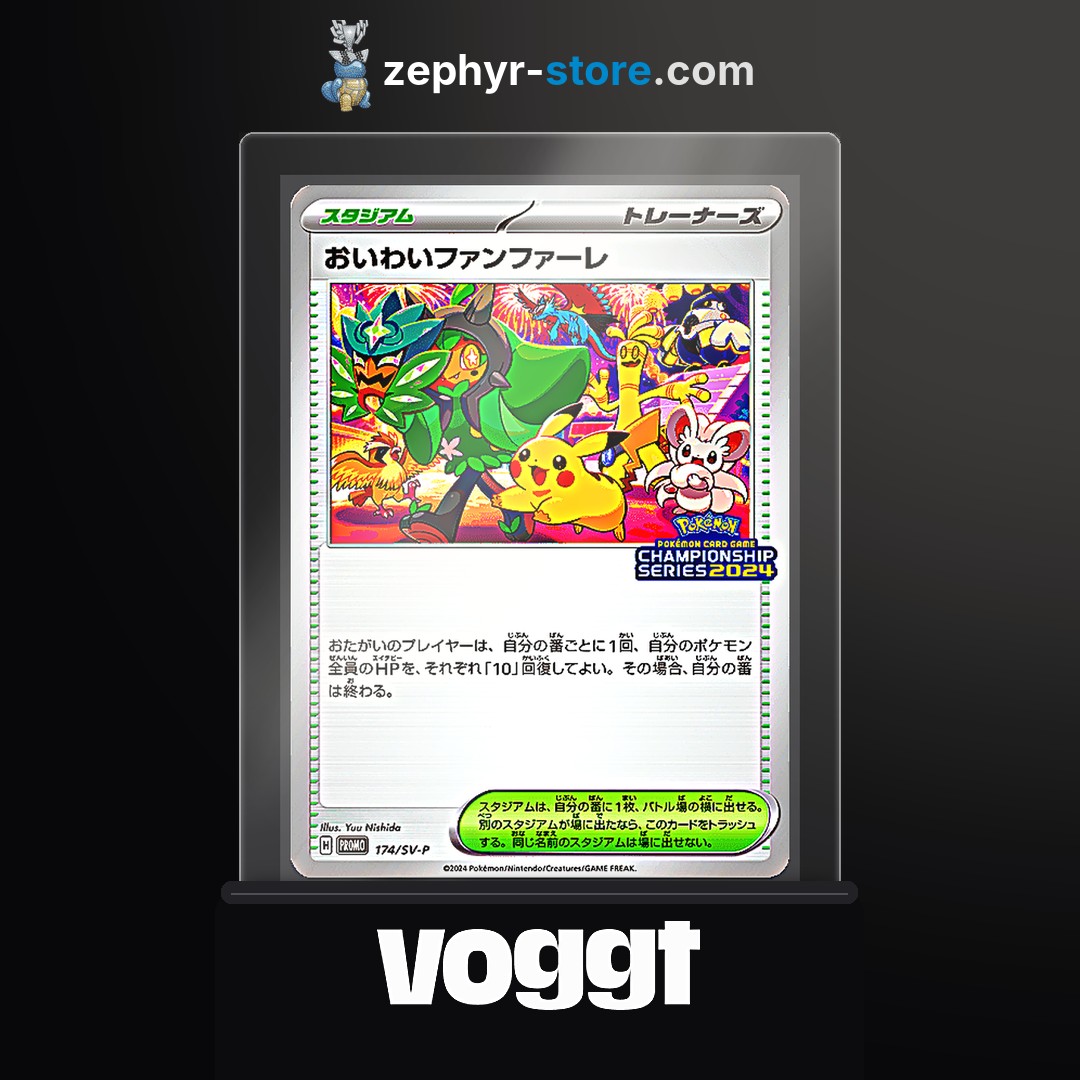 zephyr-store.com
スタジアム
トレーナーズ
おいわいファンファーレ
Pokémon
POKÉMON CARD GAME
CHAMPIONSHIP
SERIES 2024
おたがいのプレイヤーは、自分の番ごとに1回、自分のポケモン
全員のHPを、それぞれ「10」回復してよい。その場合、自分の番
は終わる。
スタジアムは、自分の番に1枚、バトル場の横に出せる。
別のスタジアムが場に出たなら、このカードをトラッシュ
する。同じ名前のスタジアムは場に出せない。
Illus. Yuu Nishida
H PROMO 174/SV-P
©2024 Pokémon/Nintendo/Creatures/GAME FREAK.
voggt